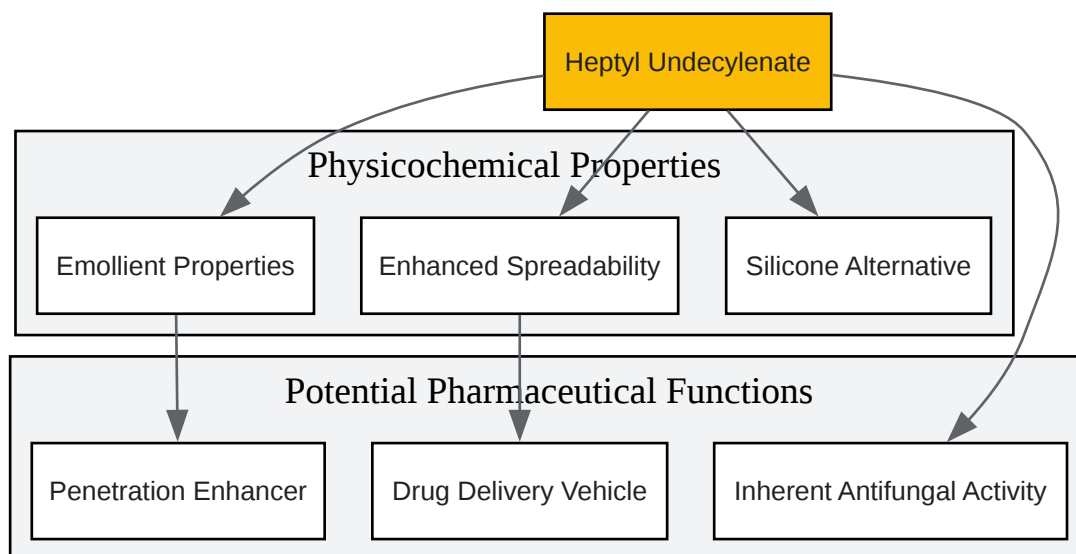 Heptyl Undecylenate
Physicochemical Properties
Emollient Properties
Enhanced Spreadability
Silicone Alternative
Potential Pharmaceutical Functions
Penetration Enhancer
Drug Delivery Vehicle
Inherent Antifungal Activity